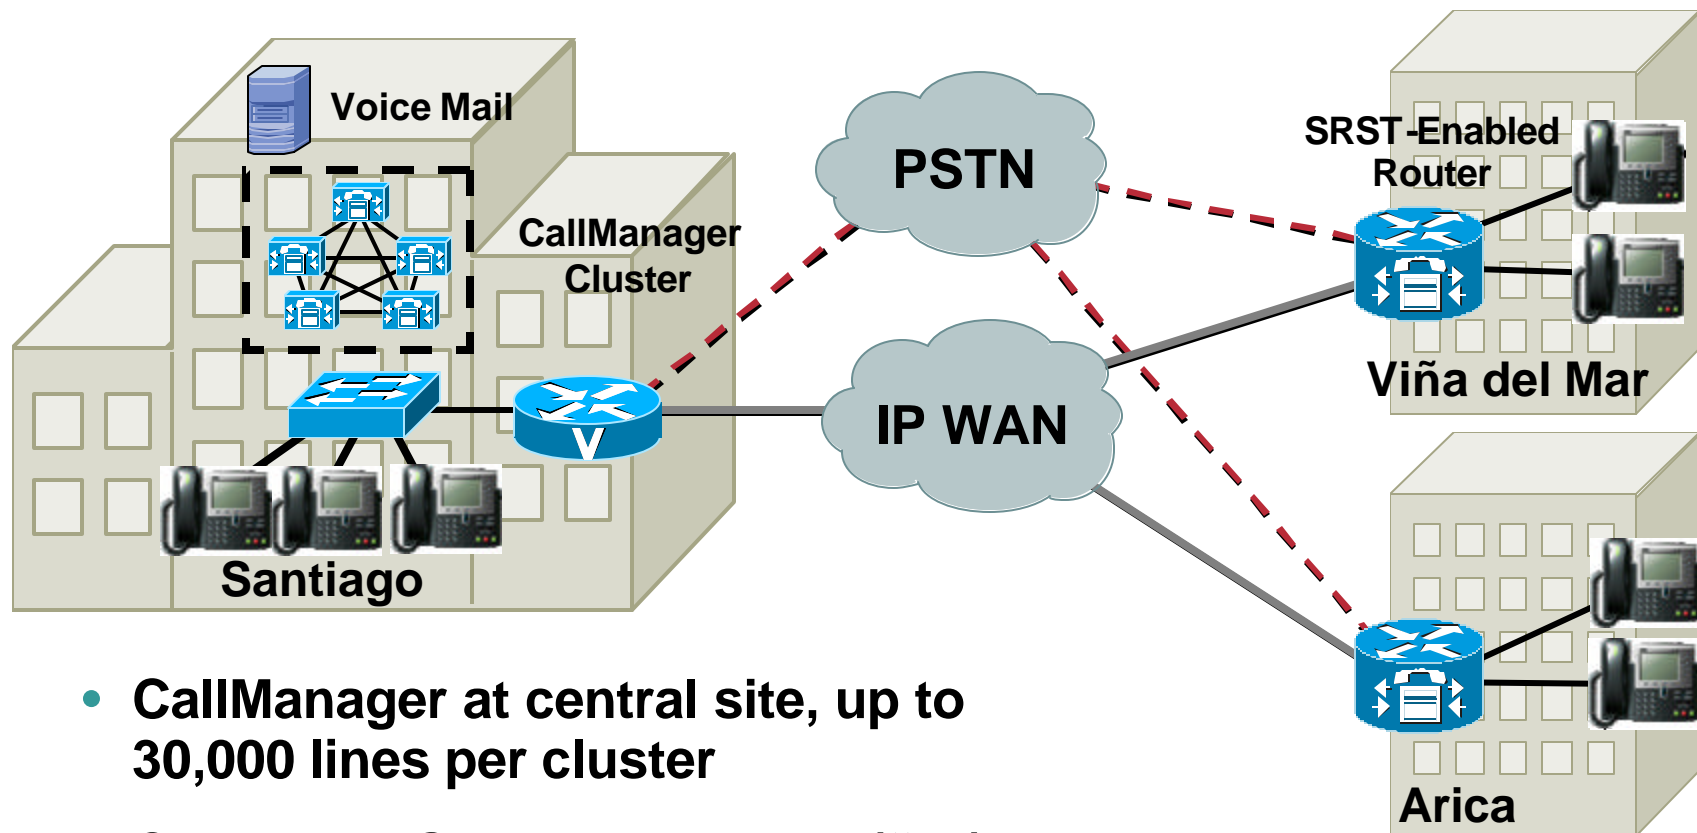 Voice Mail
CallManager
Cluster
PSTN
IP WAN
V
SRST-Enabled
Router
Viña del Mar
Santiago
Arica
• CallManager at central site, up to
30,000 lines per cluster